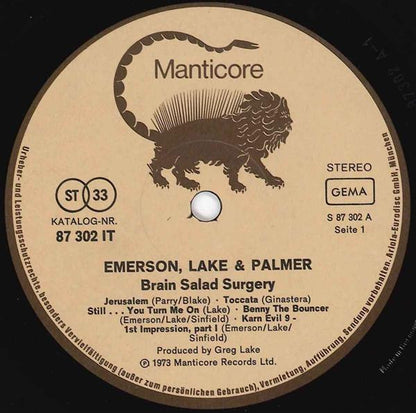 Manticore
ST 33
STEREO
GEMA
KATALOG-NR.
87 302 IT
S 87 302 A
Seite 1
EMERSON, LAKE & PALMER
Brain Salad Surgery
Jerusalem (Parry/Blake) · Toccata (Ginastera)
Still . . . You Turn Me On (Lake) · Benny The Bouncer
(Emerson/Lake/Sinfield) · Karn Evil 9 -
1st Impression, part I (Emerson/Lake/
Sinfield)
Produced by Greg Lake
℗ 1973 Manticore Records Ltd.
Urheber- und Leistungsschutzrechte, besonders Vervielfältigung (außer zum persönlichen Gebrauch), Vermietung, Aufführung, Sendung vorbehalten. Ariola-Eurodisc GmbH, München
87 302 A-1